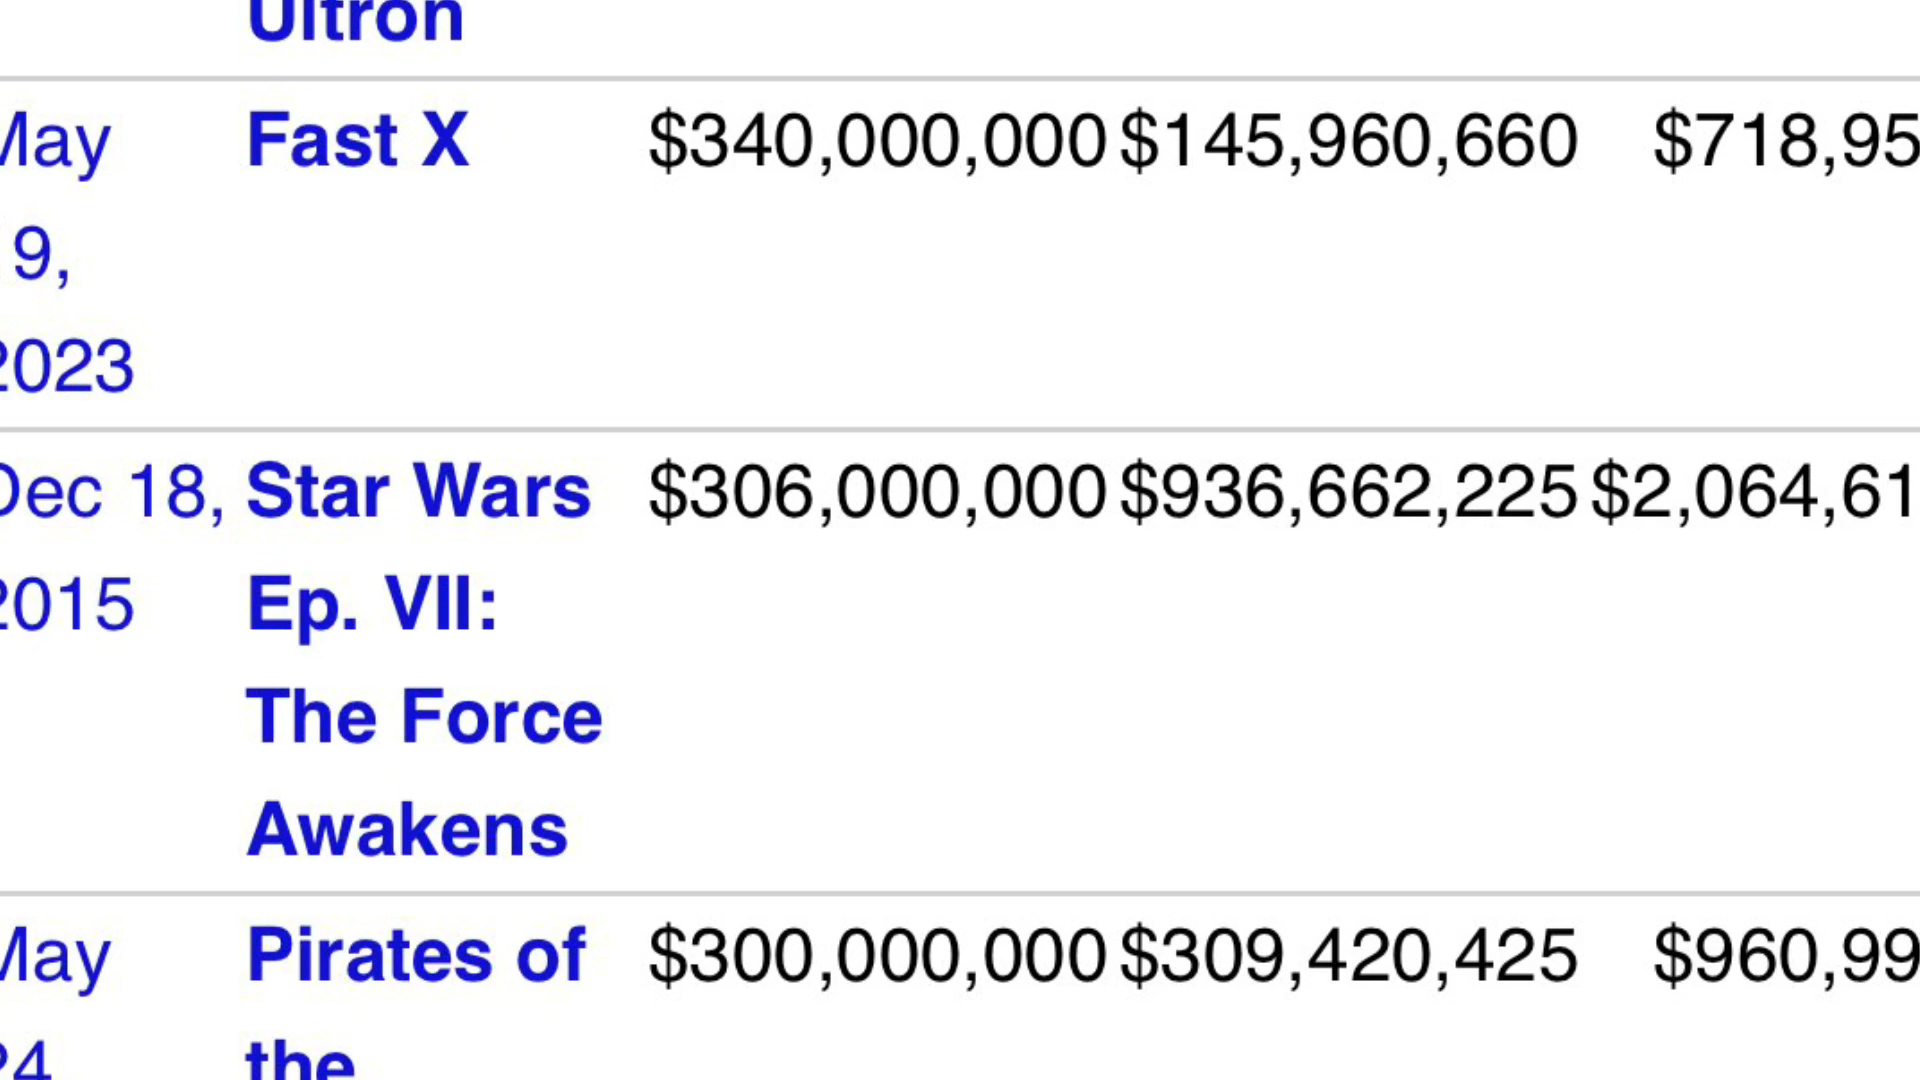 Ultron
May Fast X $340,000,000 $145,960,660 $718,95
9,
2023
Dec 18, Star Wars $306,000,000 $936,662,225 $2,064,61
2015 Ep. VII:
The Force
Awakens
May Pirates of $300,000,000 $309,420,425 $960,99
24 the